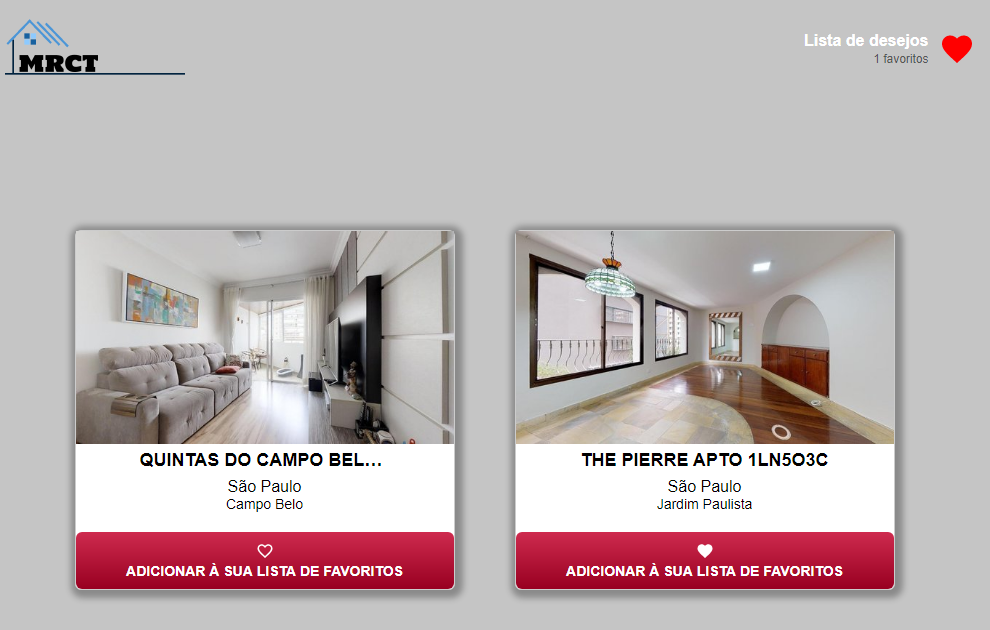 MRCT
Lista de desejos
1 favoritos
QUINTAS DO CAMPO BEL...
São Paulo
Campo Belo
ADICIONAR À SUA LISTA DE FAVORITOS
THE PIERRE APTO 1LN5O3C
São Paulo
Jardim Paulista
ADICIONAR À SUA LISTA DE FAVORITOS